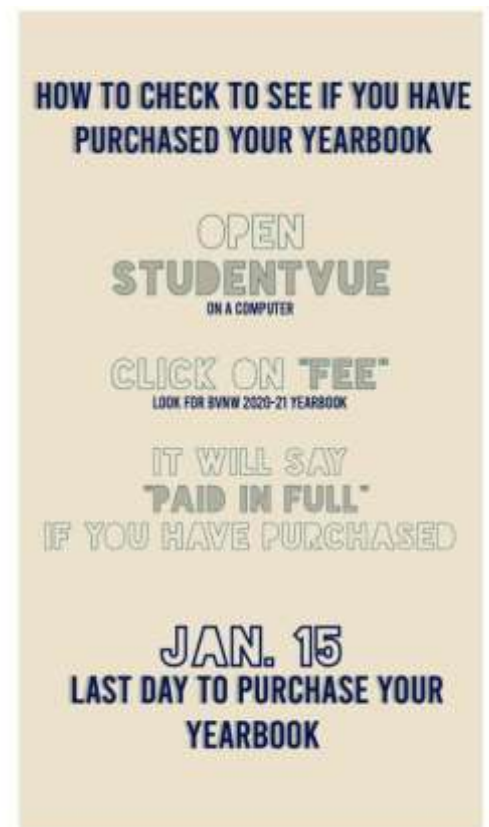 HOW TO CHECK TO SEE IF YOU HAVE
PURCHASED YOUR YEARBOOK
OPEN
STUDENTVUE
ON A COMPUTER
CLICK ON "FEE"
LOOK FOR BVNW 2020-21 YEARBOOK
IT WILL SAY
"PAID IN FULL"
IF YOU HAVE PURCHASED
JAN. 15
LAST DAY TO PURCHASE YOUR
YEARBOOK